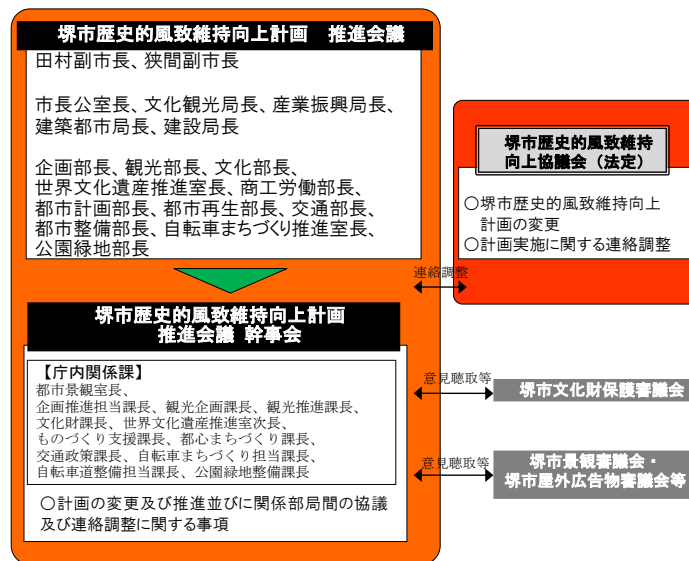 堺市歴史的風致維持向上計画 推進会議
田村副市長、狭間副市長
市長公室長、文化観光局長、産業振興局長、
建築都市局長、建設局長
企画部長、観光部長、文化部長、
世界文化遺産推進室長、商工労働部長、
都市計画部長、都市再生部長、交通部長、
都市整備部長、自転車まちづくり推進室長、
公園緑地部長
堺市歴史的風致維持向上計画
推進会議 幹事会
【庁内関係課】
都市景観室長、
企画推進担当課長、観光企画課長、観光推進課長、
文化財課長、世界文化遺産推進室次長、
ものづくり支援課長、都心まちづくり課長、
交通政策課長、自転車まちづくり担当課長、
自転車道整備担当課長、公園緑地整備課長
○計画の変更及び推進並びに関係部局間の協議
及び連絡調整に関する事項
連絡調整
堺市歴史的風致維持
向上協議会（法定）
○堺市歴史的風致維持向上
計画の変更
○計画実施に関する連絡調整
意見聴取等
堺市文化財保護審議会
意見聴取等
堺市景観審議会・
堺市屋外広告物審議会等